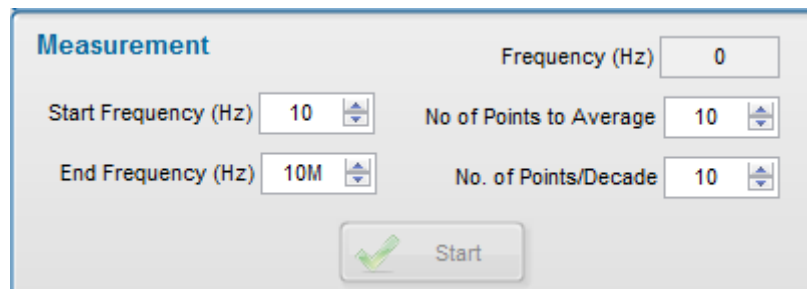 Measurement
Frequency (Hz) 0
Start Frequency (Hz) 10 No of Points to Average 10
End Frequency (Hz) 10M No. of Points/Decade 10
Start